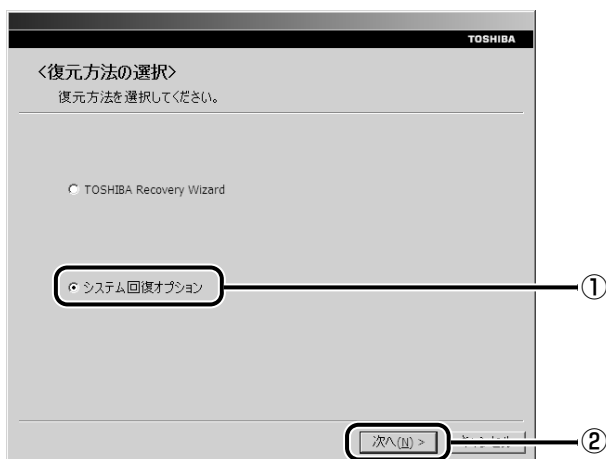 TOSHIBA
<復元方法の選択>
復元方法を選択してください。
TOSHIBA Recovery Wizard
システム回復オプション
①
次へ(N) >
②